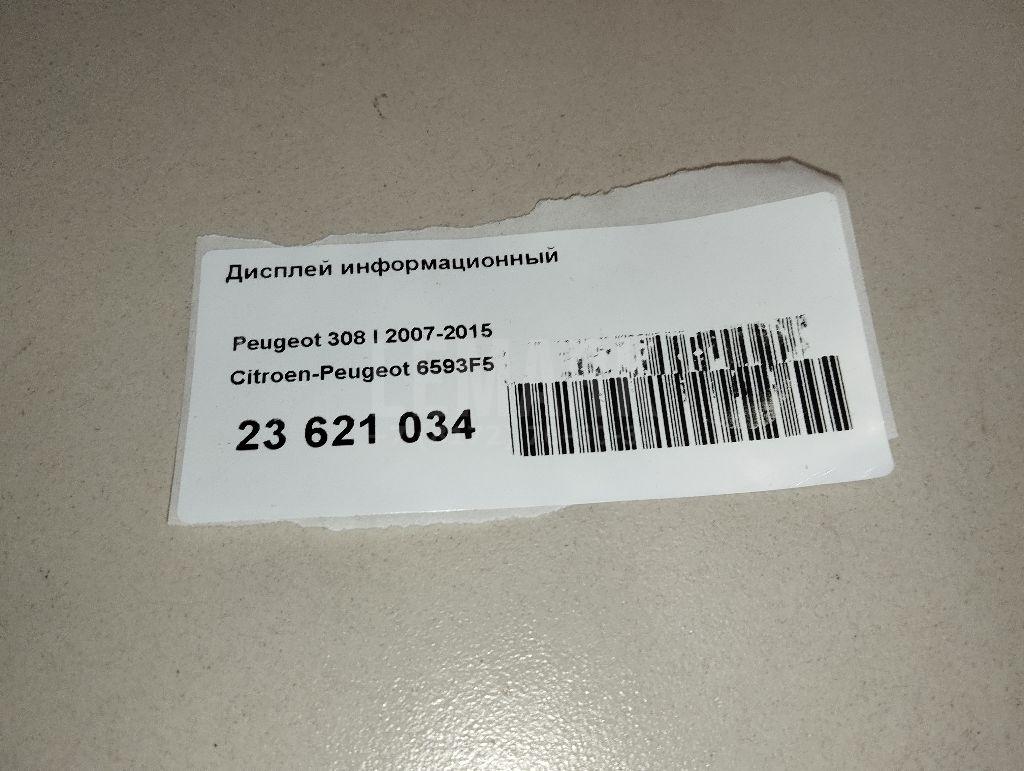 Дисплей информационный
Peugeot 308 I 2007-2015
Citroen-Peugeot 6593F5
23 621 034